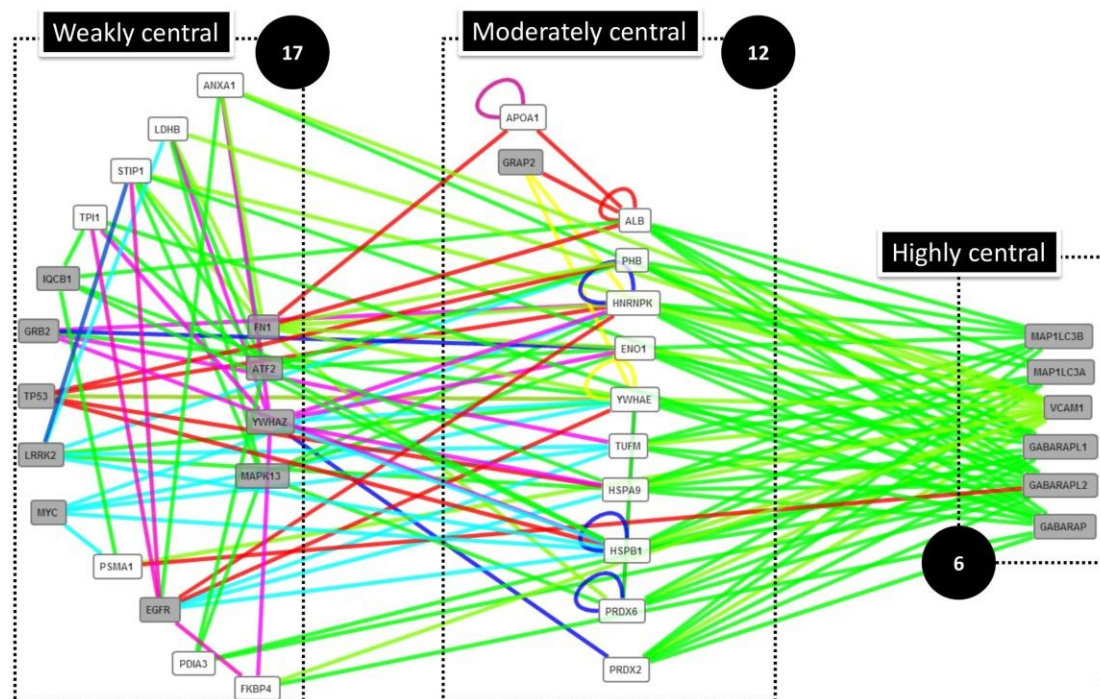 Weakly central
17
Moderately central
12
Highly central
6
ANXA1
LDHB
STIP1
TPI1
IQCB1
GRB2
TP53
LRRK2
MYC
PSMA1
EGFR
PDIA3
FKBP4
FN1
ATF2
YWHAZ
MAPK13
APOA1
GRAP2
ALB
PHB
HNRNPK
ENO1
YWHAE
TUFM
HSPA9
HSPB1
PRDX6
PRDX2
MAP1LC3B
MAP1LC3A
VCAM1
GABARAPL1
GABARAPL2
GABARAP